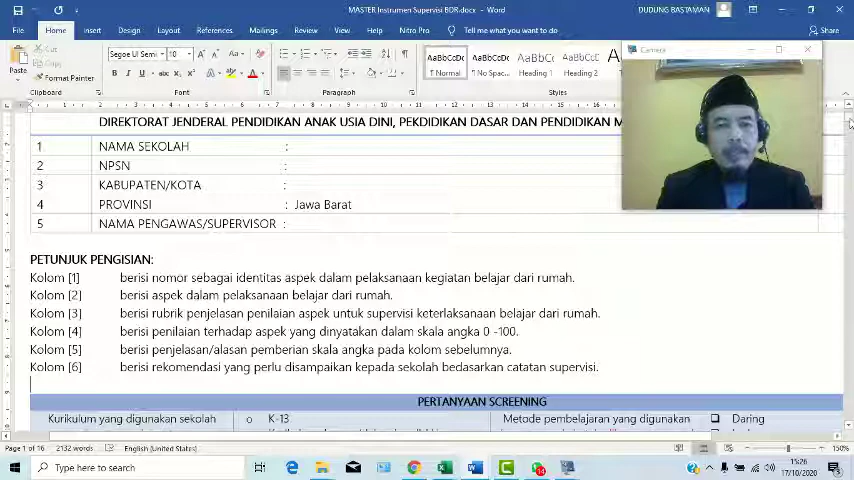 MASTER Instrumen Supervisi BDR.docx - Word
DUDUNG BASTAMAN
File Home Insert Draw Design Layout References Mailings Review View Help Nitro Pro Tell me what you want to do Share
Paste
Cut
Copy
Format Painter
Clipboard
Segoe UI Semi 10
Font
Paragraph
AaBbCcDc AaBbCcDc AaBbCc AaBbCcD
¶ Normal ¶ No Spac... Heading 1 Heading 2
Styles
Camera
DIREKTORAT JENDERAL PENDIDIKAN ANAK USIA DINI, PEKDIDIKAN DASAR DAN PENDIDIKAN M
1 NAMA SEKOLAH :
2 NPSN :
3 KABUPATEN/KOTA :
4 PROVINSI : Jawa Barat
5 NAMA PENGAWAS/SUPERVISOR :
PETUNJUK PENGISIAN:
Kolom [1] berisi nomor sebagai identitas aspek dalam pelaksanaan kegiatan belajar dari rumah.
Kolom [2] berisi aspek dalam pelaksanaan belajar dari rumah.
Kolom [3] berisi rubrik penjelasan penilaian aspek untuk supervisi keterlaksanaan belajar dari rumah.
Kolom [4] berisi penilaian terhadap aspek yang dinyatakan dalam skala angka 0 -100.
Kolom [5] berisi penjelasan/alasan pemberian skala angka pada kolom sebelumnya.
Kolom [6] berisi rekomendasi yang perlu disampaikan kepada sekolah bedasarkan catatan supervisi.
PERTANYAAN SCREENING
Kurikulum yang digunakan sekolah o K-13 Metode pembelajaran yang digunakan ❑ Daring
Page 1 of 16 2132 words English (United States) 150%
Type here to search
14
15:26
17/10/2020